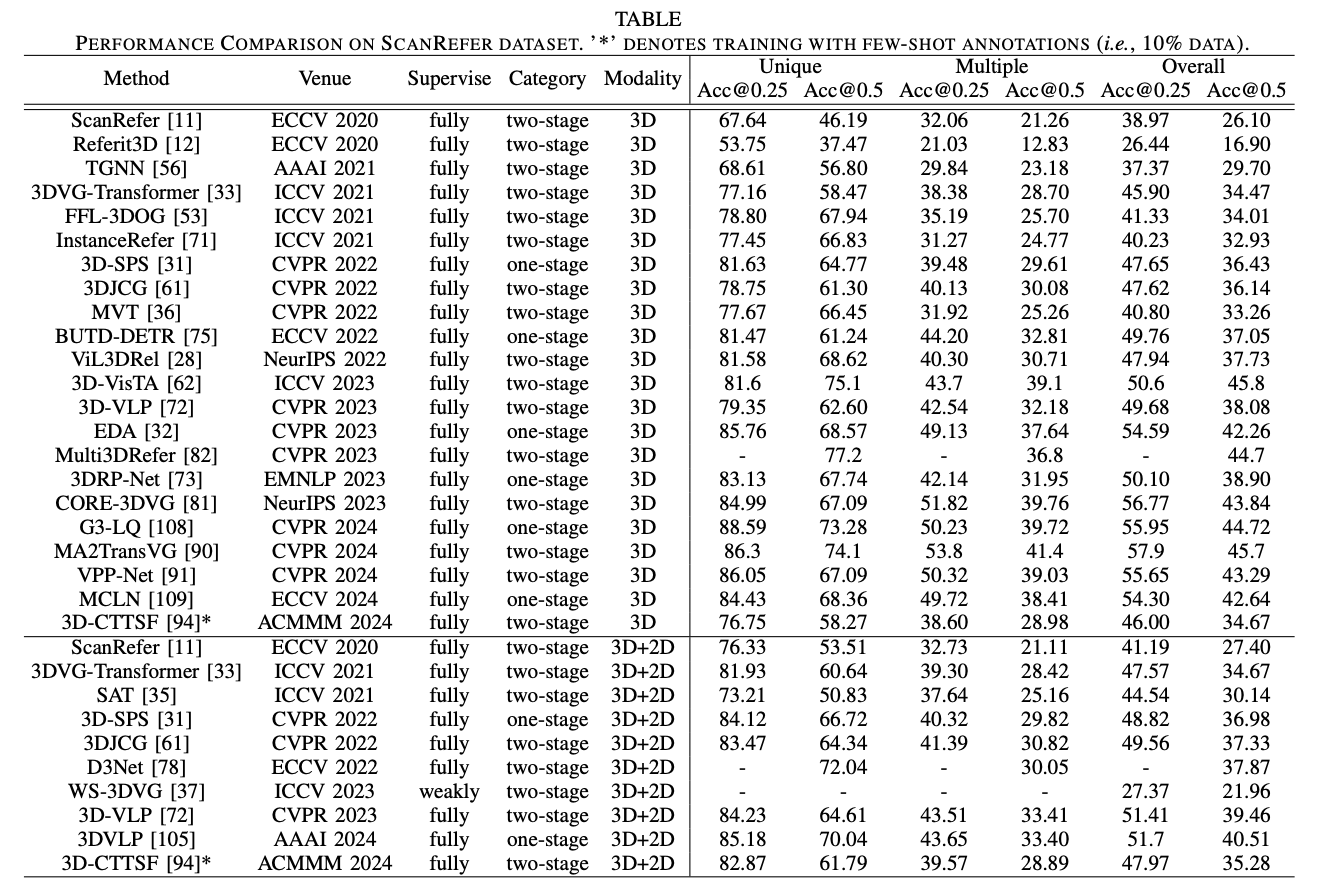 TABLE
PERFORMANCE COMPARISON ON SCANREFER DATASET. '*' DENOTES TRAINING WITH FEW-SHOT ANNOTATIONS (i.e., 10% DATA).
Method Venue Supervise Category Modality Unique Multiple Overall
Acc@0.25 Acc@0.5 Acc@0.25 Acc@0.5 Acc@0.25 Acc@0.5
ScanRefer [11] ECCV 2020 fully two-stage 3D 67.64 46.19 32.06 21.26 38.97 26.10
Referit3D [12] ECCV 2020 fully two-stage 3D 53.75 37.47 21.03 12.83 26.44 16.90
TGNN [56] AAAI 2021 fully two-stage 3D 68.61 56.80 29.84 23.18 37.37 29.70
3DVG-Transformer [33] ICCV 2021 fully two-stage 3D 77.16 58.47 38.38 28.70 45.90 34.47
FFL-3DOG [53] ICCV 2021 fully two-stage 3D 78.80 67.94 35.19 25.70 41.33 34.01
InstanceRefer [71] ICCV 2021 fully two-stage 3D 77.45 66.83 31.27 24.77 40.23 32.93
3D-SPS [31] CVPR 2022 fully one-stage 3D 81.63 64.77 39.48 29.61 47.65 36.43
3DJCG [61] CVPR 2022 fully two-stage 3D 78.75 61.30 40.13 30.08 47.62 36.14
MVT [36] CVPR 2022 fully two-stage 3D 77.67 66.45 31.92 25.26 40.80 33.26
BUTD-DETR [75] ECCV 2022 fully one-stage 3D 81.47 61.24 44.20 32.81 49.76 37.05
ViL3DRel [28] NeurIPS 2022 fully two-stage 3D 81.58 68.62 40.30 30.71 47.94 37.73
3D-VisTA [62] ICCV 2023 fully two-stage 3D 81.6 75.1 43.7 39.1 50.6 45.8
3D-VLP [72] CVPR 2023 fully two-stage 3D 79.35 62.60 42.54 32.18 49.68 38.08
EDA [32] CVPR 2023 fully one-stage 3D 85.76 68.57 49.13 37.64 54.59 42.26
Multi3DRefer [82] CVPR 2023 fully two-stage 3D - 77.2 - 36.8 - 44.7
3DRP-Net [73] EMNLP 2023 fully one-stage 3D 83.13 67.74 42.14 31.95 50.10 38.90
CORE-3DVG [81] NeurIPS 2023 fully two-stage 3D 84.99 67.09 51.82 39.76 56.77 43.84
G3-LQ [108] CVPR 2024 fully one-stage 3D 88.59 73.28 50.23 39.72 55.95 44.72
MA2TransVG [90] CVPR 2024 fully two-stage 3D 86.3 74.1 53.8 41.4 57.9 45.7
VPP-Net [91] CVPR 2024 fully two-stage 3D 86.05 67.09 50.32 39.03 55.65 43.29
MCLN [109] ECCV 2024 fully one-stage 3D 84.43 68.36 49.72 38.41 54.30 42.64
3D-CTTSF [94]* ACMMM 2024 fully two-stage 3D 76.75 58.27 38.60 28.98 46.00 34.67
ScanRefer [11] ECCV 2020 fully two-stage 3D+2D 76.33 53.51 32.73 21.11 41.19 27.40
3DVG-Transformer [33] ICCV 2021 fully two-stage 3D+2D 81.93 60.64 39.30 28.42 47.57 34.67
SAT [35] ICCV 2021 fully two-stage 3D+2D 73.21 50.83 37.64 25.16 44.54 30.14
3D-SPS [31] CVPR 2022 fully one-stage 3D+2D 84.12 66.72 40.32 29.82 48.82 36.98
3DJCG [61] CVPR 2022 fully two-stage 3D+2D 83.47 64.34 41.39 30.82 49.56 37.33
D3Net [78] ECCV 2022 fully two-stage 3D+2D - 72.04 - 30.05 - 37.87
WS-3DVG [37] ICCV 2023 weakly two-stage 3D+2D - - - - 27.37 21.96
3D-VLP [72] CVPR 2023 fully two-stage 3D+2D 84.23 64.61 43.51 33.41 51.41 39.46
3DVLP [105] AAAI 2024 fully one-stage 3D+2D 85.18 70.04 43.65 33.40 51.7 40.51
3D-CTTSF [94]* ACMMM 2024 fully two-stage 3D+2D 82.87 61.79 39.57 28.89 47.97 35.28